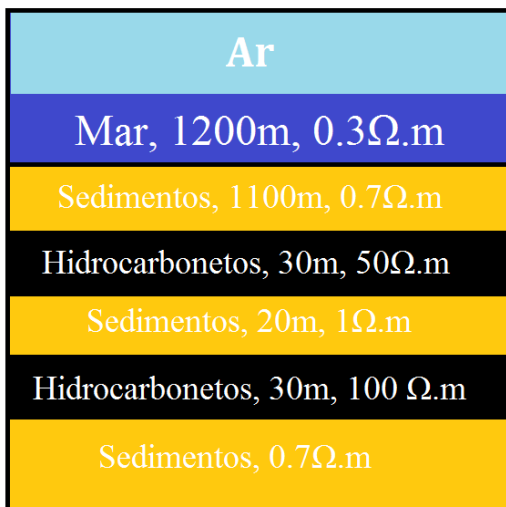 Ar
Mar, 1200m, 0.3Ω.m
Sedimentos, 1100m, 0.7Ω.m
Hidrocarbonetos, 30m, 50Ω.m
Sedimentos, 20m, 1Ω.m
Hidrocarbonetos, 30m, 100 Ω.m
Sedimentos, 0.7Ω.m